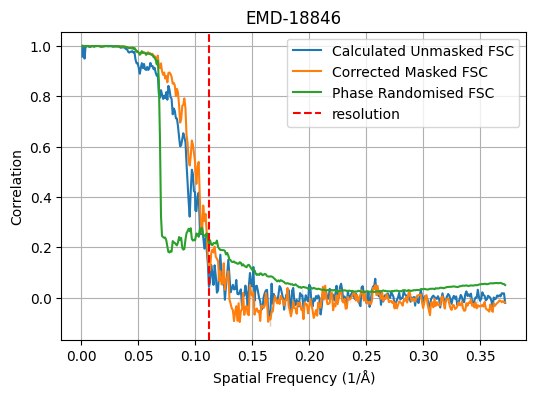 EMD-18846
1.0
0.8
0.6
0.4
0.2
0.0
Correlation
Calculated Unmasked FSC
Corrected Masked FSC
Phase Randomised FSC
resolution
0.00 0.05 0.10 0.15 0.20 0.25 0.30 0.35
Spatial Frequency (1/Å)